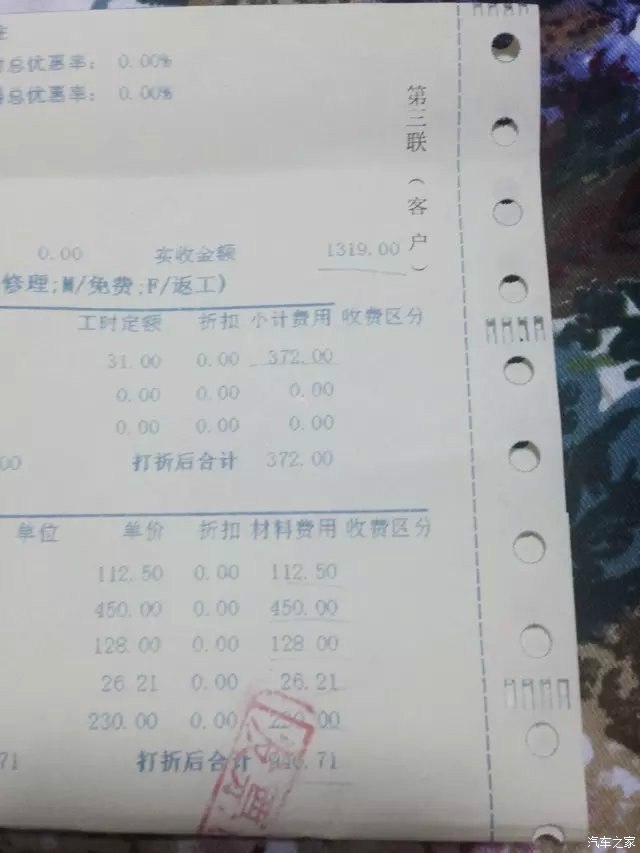 总优惠率: 0.00%
总优惠率: 0.00%
第三联（客户）
0.00 实收金额 1319.00
修理;M/免费;F/返工)
工时定额 折扣 小计费用 收费区分
31.00 0.00 372.00
0.00 0.00 0.00
0.00 0.00 0.00
00 打折后合计 372.00
单位 单价 折扣 材料费用 收费区分
112.50 0.00 112.50
450.00 0.00 450.00
128.00 0.00 128.00
26.21 0.00 26.21
230.00 0.00 230.00
71 打折后合计 946.71
汽车之家